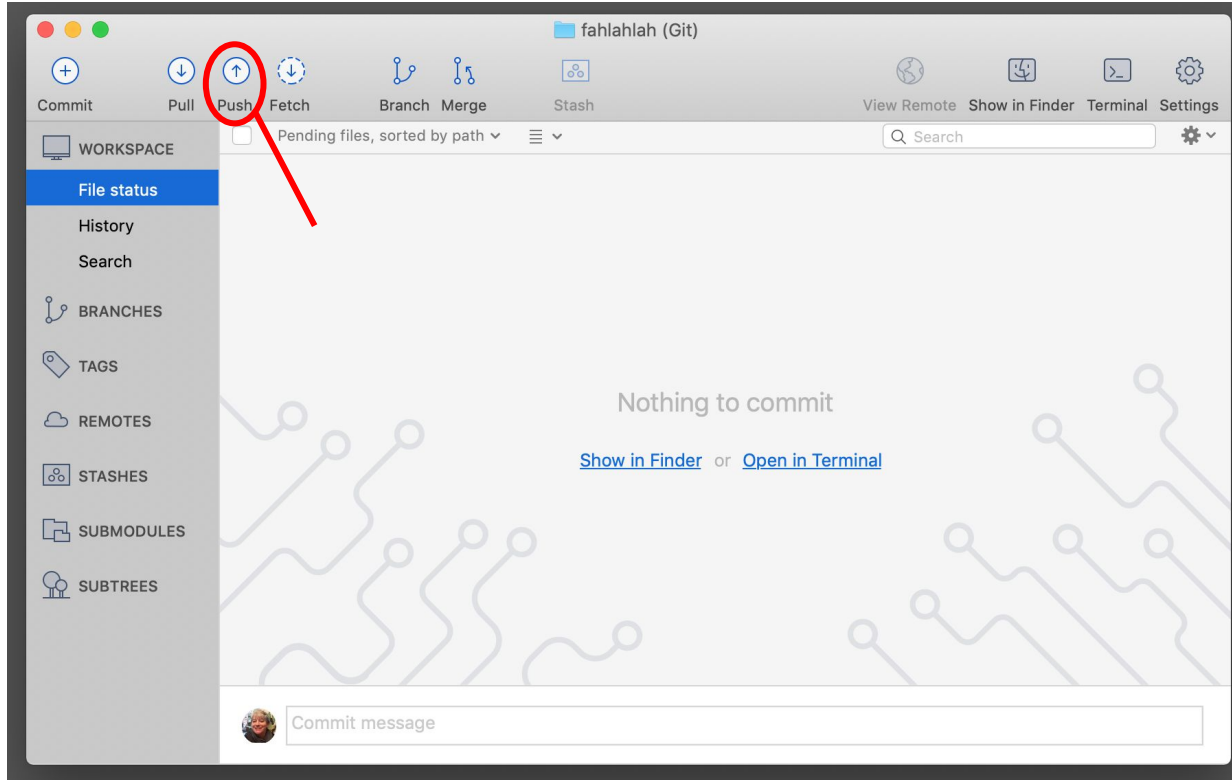 fahlahlah (Git)
Commit Pull Push Fetch Branch Merge Stash View Remote Show in Finder Terminal Settings
Pending files, sorted by path Search
WORKSPACE
File status
History
Search
BRANCHES
TAGS
REMOTES
STASHES
SUBMODULES
SUBTREES
Nothing to commit
Show in Finder or Open in Terminal
Commit message